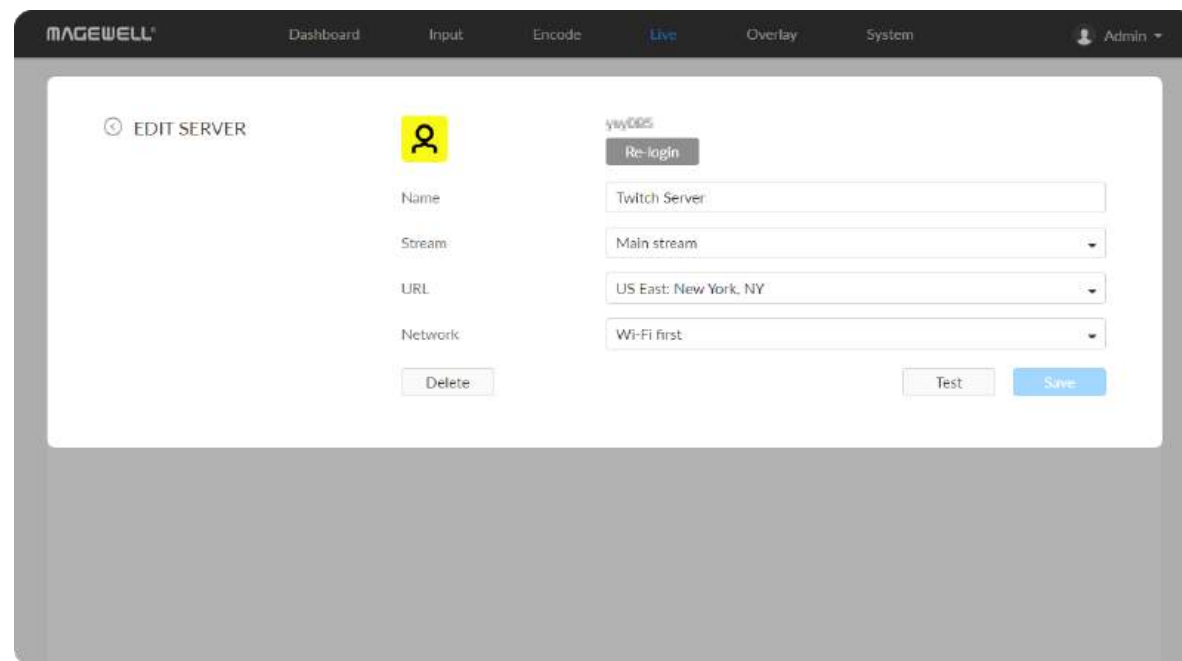 MAGEWELL®
Dashboard Input Encode Live Overlay System Admin
EDIT SERVER
Re-login
Name Twitch Server
Stream Main stream
URL US East: New York, NY
Network Wi-Fi first
Delete Test Save